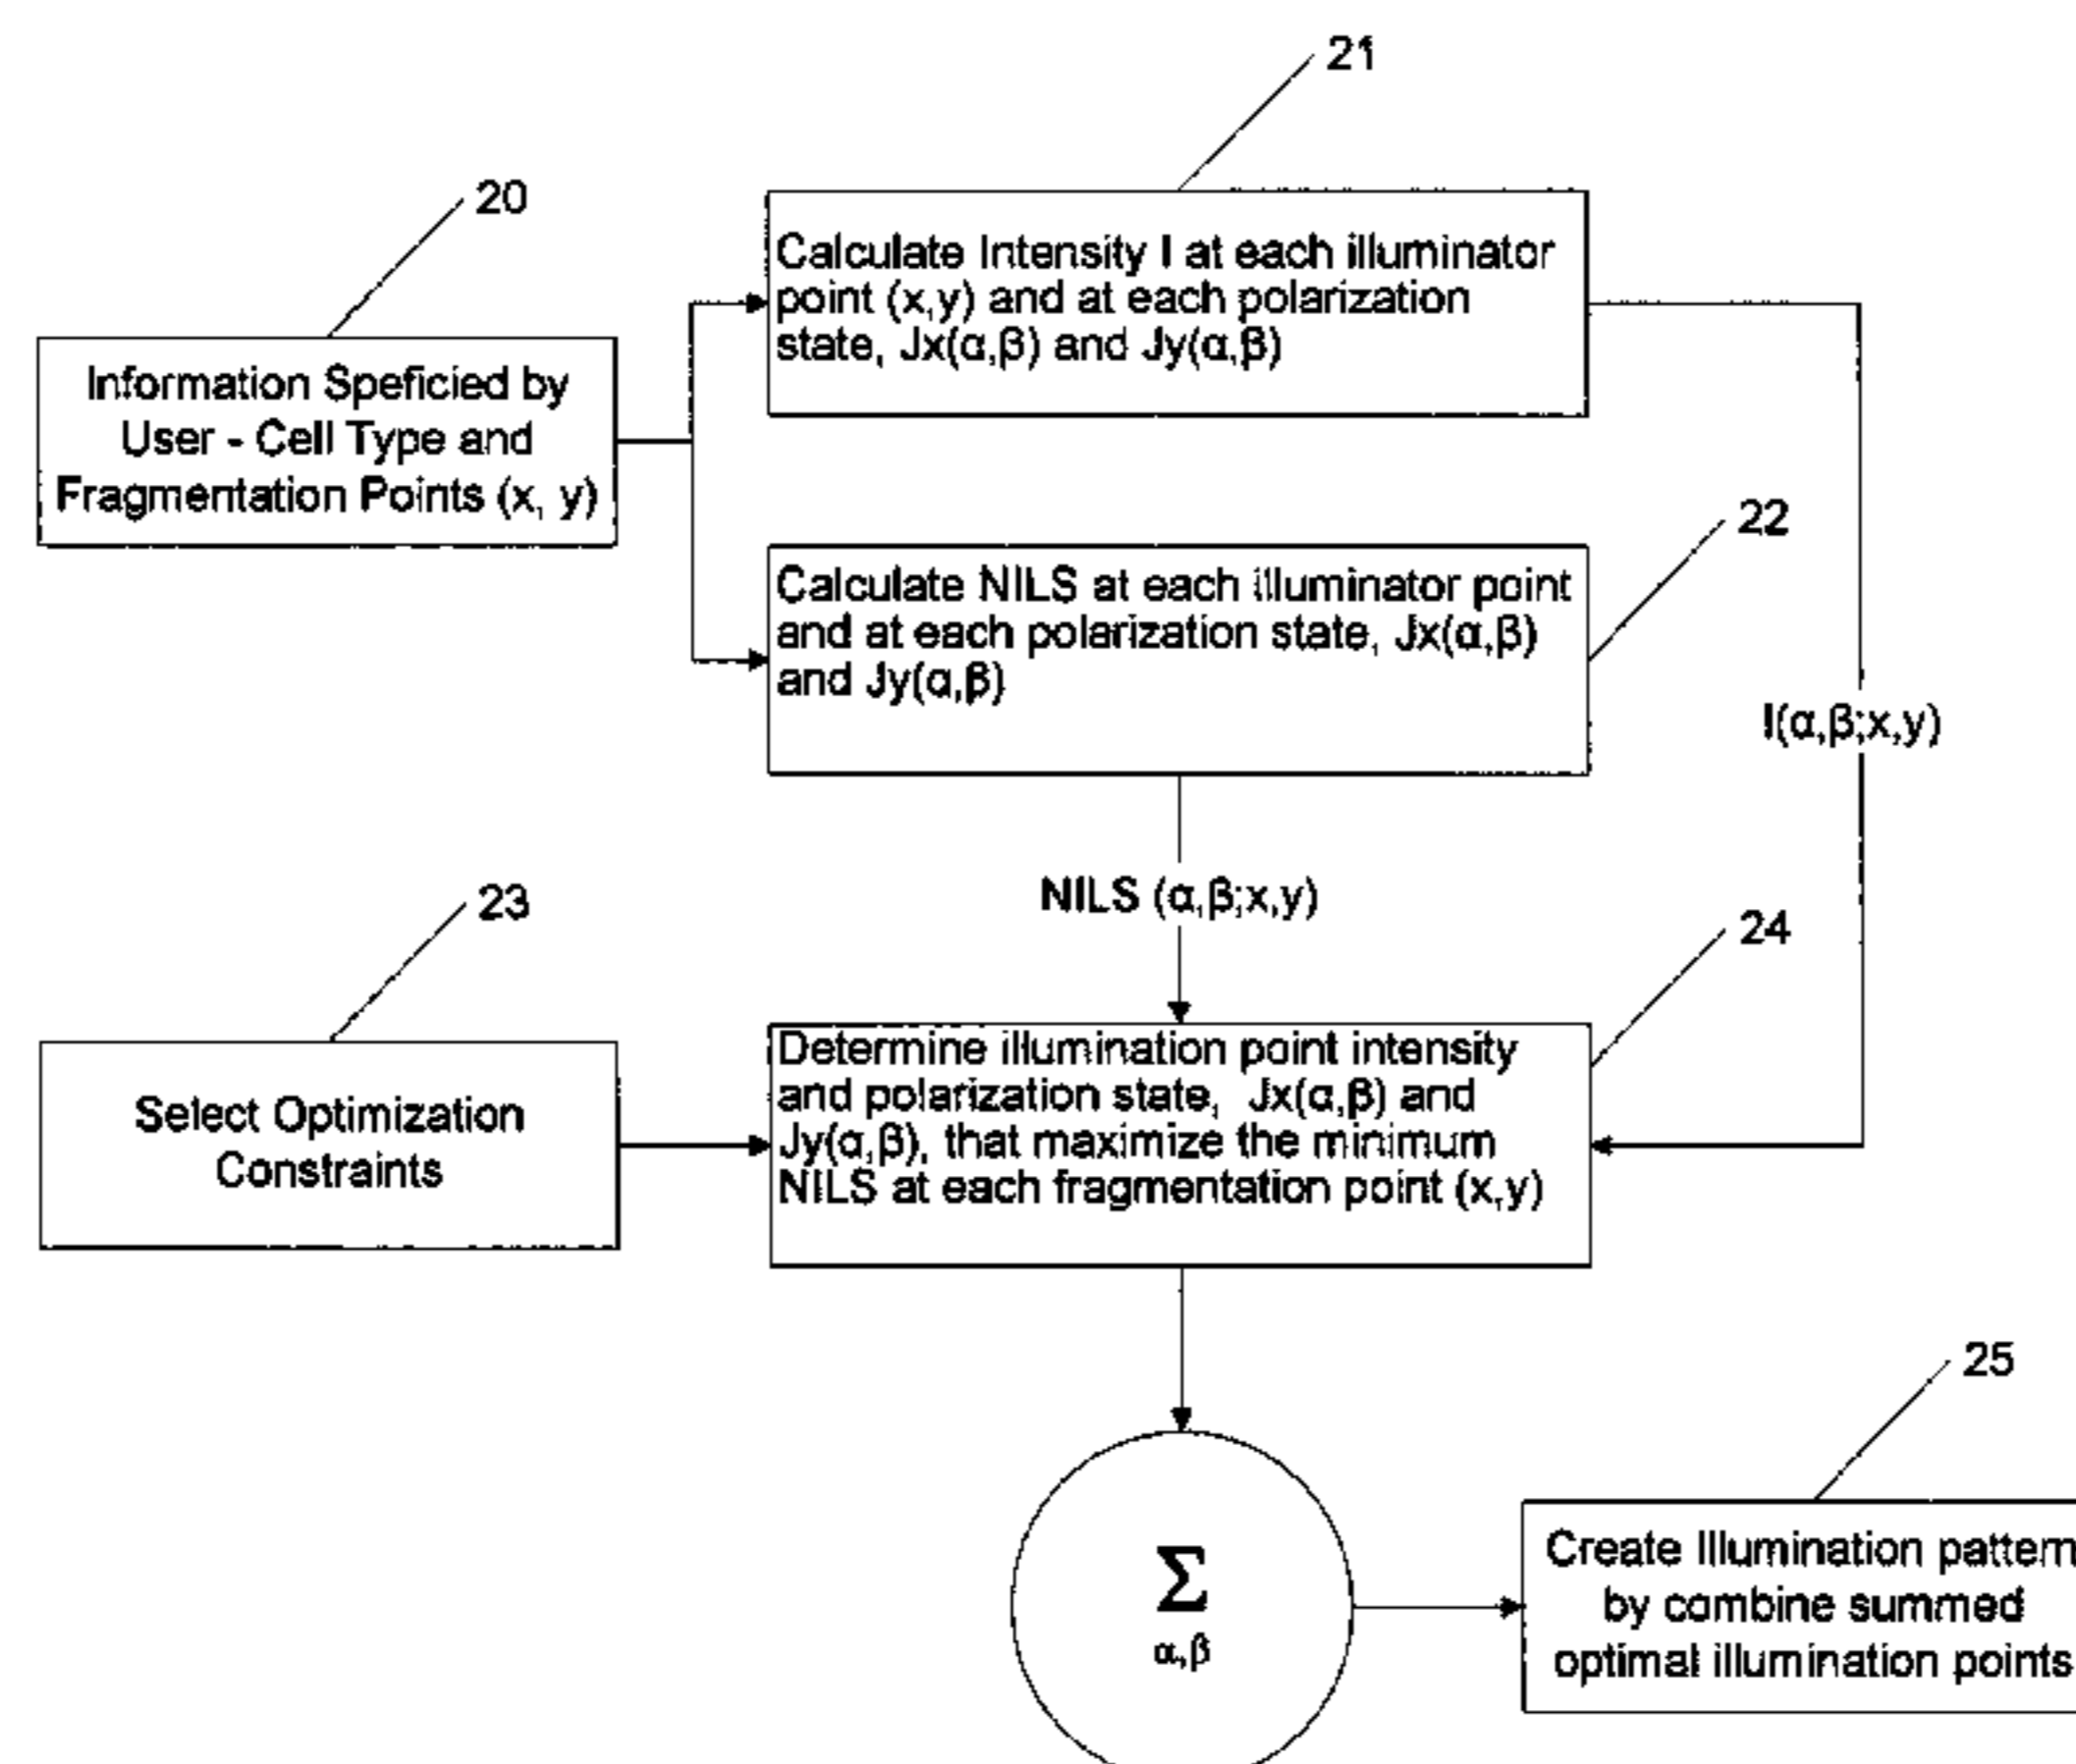 21
20
Calculate Intensity I at each illuminator
point (x,y) and at each polarization
state, Jx(α,β) and Jy(α,β)
Information Speficied by
User - Cell Type and
Fragmentation Points (x, y)
22
Calculate NILS at each illuminator point
and at each polarization state, Jx(α,β)
and Jy(α,β)
I(α,β;x,y)
NILS (α,β;x,y)
23
24
Select Optimization
Constraints
Determine illumination point intensity
and polarization state, Jx(α,β) and
Jy(α,β), that maximize the minimum
NILS at each fragmentation point (x,y)
25
Σ
α,β
Create Illumination pattern
by combine summed
optimal illumination points